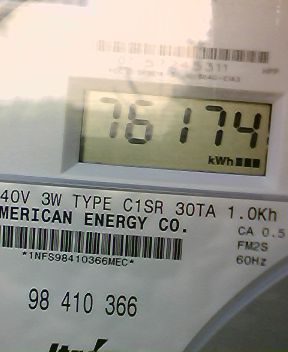 76174
kWh
40V 3W TYPE C1SR 30TA 1.0Kh
MERICAN ENERGY CO.
CA 0.5
FM2S
*1NFS98410366MEC*
60Hz
98 410 366